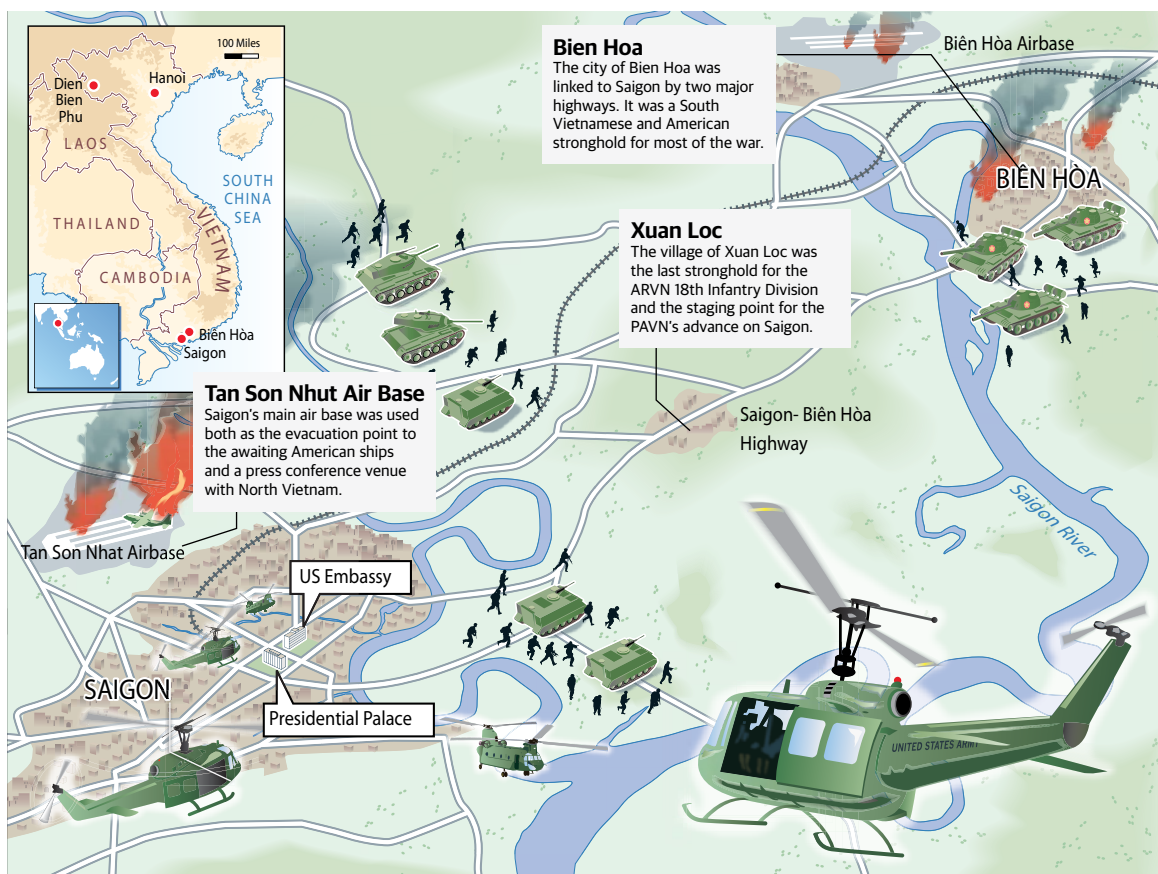 100 Miles
Dien
Bien
Phu
Hanoi
LAOS
SOUTH
CHINA
SEA
THAILAND
VIETNAM
CAMBODIA
Biên Hòa
Saigon
Bien Hoa
The city of Bien Hoa was
linked to Saigon by two major
highways. It was a South
Vietnamese and American
stronghold for most of the war.
Biên Hòa Airbase
BIÊN HÒA
Xuan Loc
The village of Xuan Loc was
the last stronghold for the
ARVN 18th Infantry Division
and the staging point for the
PAVN's advance on Saigon.
Tan Son Nhut Air Base
Saigon's main air base was used
both as the evacuation point to
the awaiting American ships
and a press conference venue
with North Vietnam.
Saigon- Biên Hòa
Highway
Saigon River
Tan Son Nhat Airbase
US Embassy
SAIGON
Presidential Palace
UNITED STATES ARMY